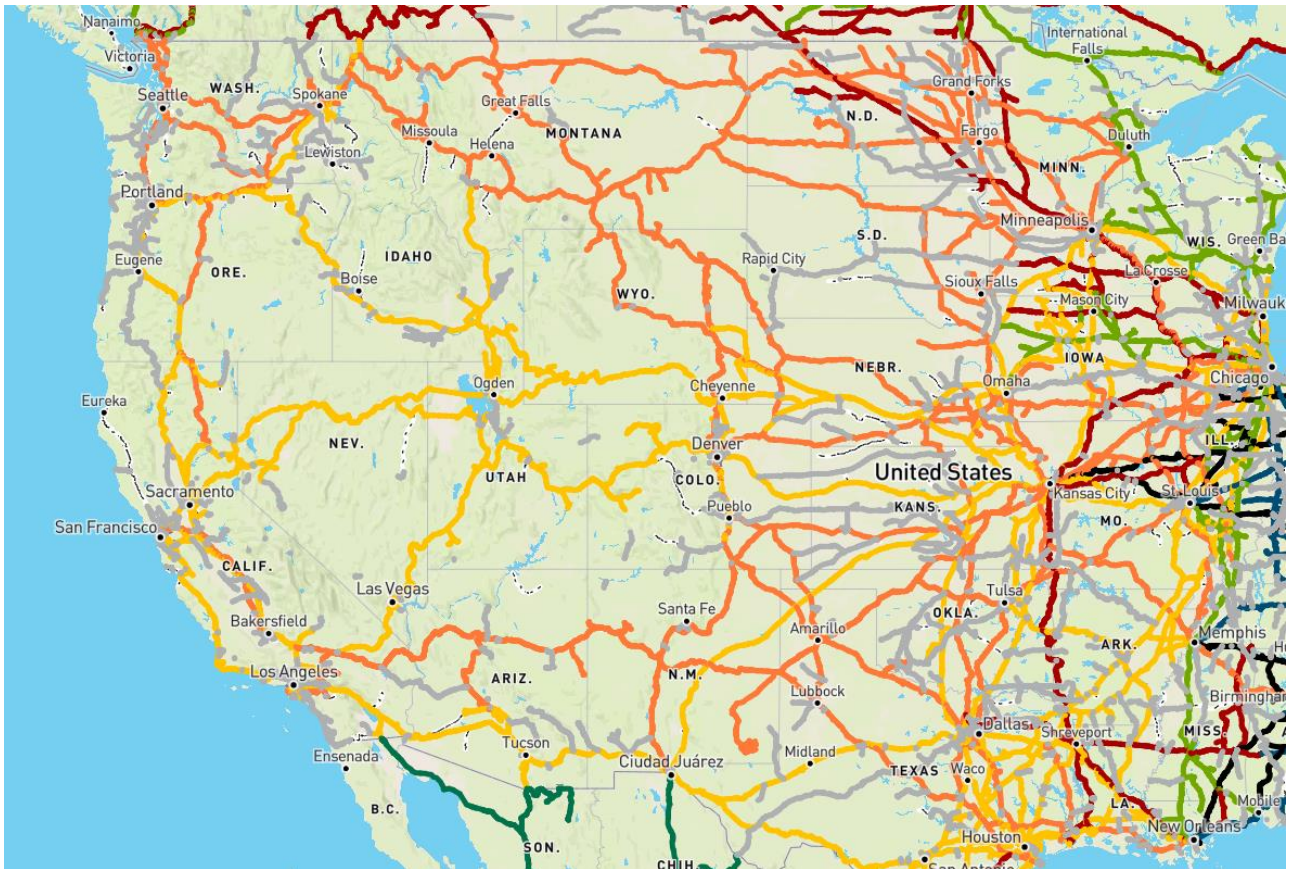 Nanaimo
Victoria
Seattle
WASH.
Spokane
Lewiston
Portland
Eugene
ORE.
IDAHO
Boise
Missoula
Helena
Great Falls
MONTANA
N.D.
Grand Forks
Fargo
International
Falls
Duluth
MINN.
Minneapolis
S.D.
Rapid City
Sioux Falls
WIS.
Green Ba
La Crosse
Mason City
Milwauk
WYO.
NEBR.
IOWA
Omaha
Chicago
Cheyenne
Ogden
Eureka
NEV.
UTAH
Denver
COLO.
United States
ILL.
Kansas City
St. Louis
Sacramento
San Francisco
Pueblo
KANS.
MO.
CALIF.
Las Vegas
Bakersfield
Santa Fe
Tulsa
OKLA.
Amarillo
ARK.
Memphis
Hu
Los Angeles
ARIZ.
N.M.
Lubbock
Birmingham
Dallas
Shreveport
MISS.
Ensenada
Tucson
Ciudad Juárez
Midland
TEXAS
Waco
B.C.
LA.
Mobile
New Orleans
Houston
SON.
CHIH.
San Antonio